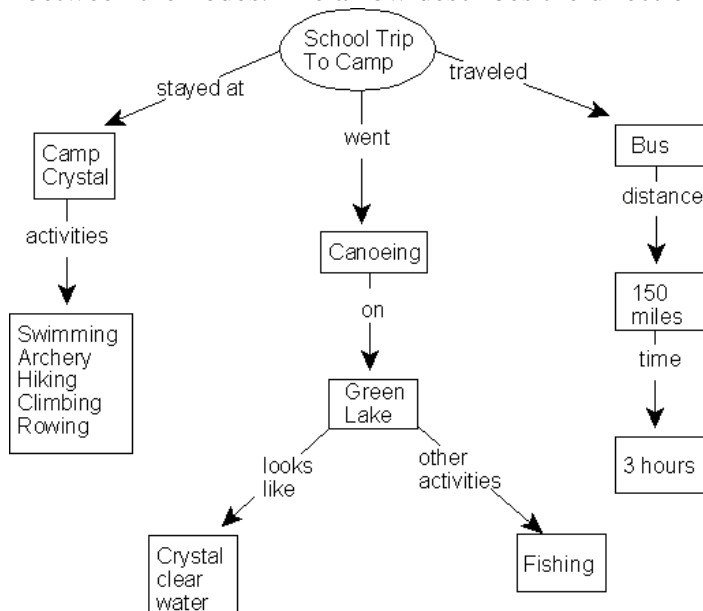 School Trip
To Camp
stayed at
went
traveled
Camp
Crystal
Bus
distance
activities
Canoeing
on
150
miles
time
Swimming
Archery
Hiking
Climbing
Rowing
Green
Lake
3 hours
looks
like
other
activities
Crystal
clear
water
Fishing